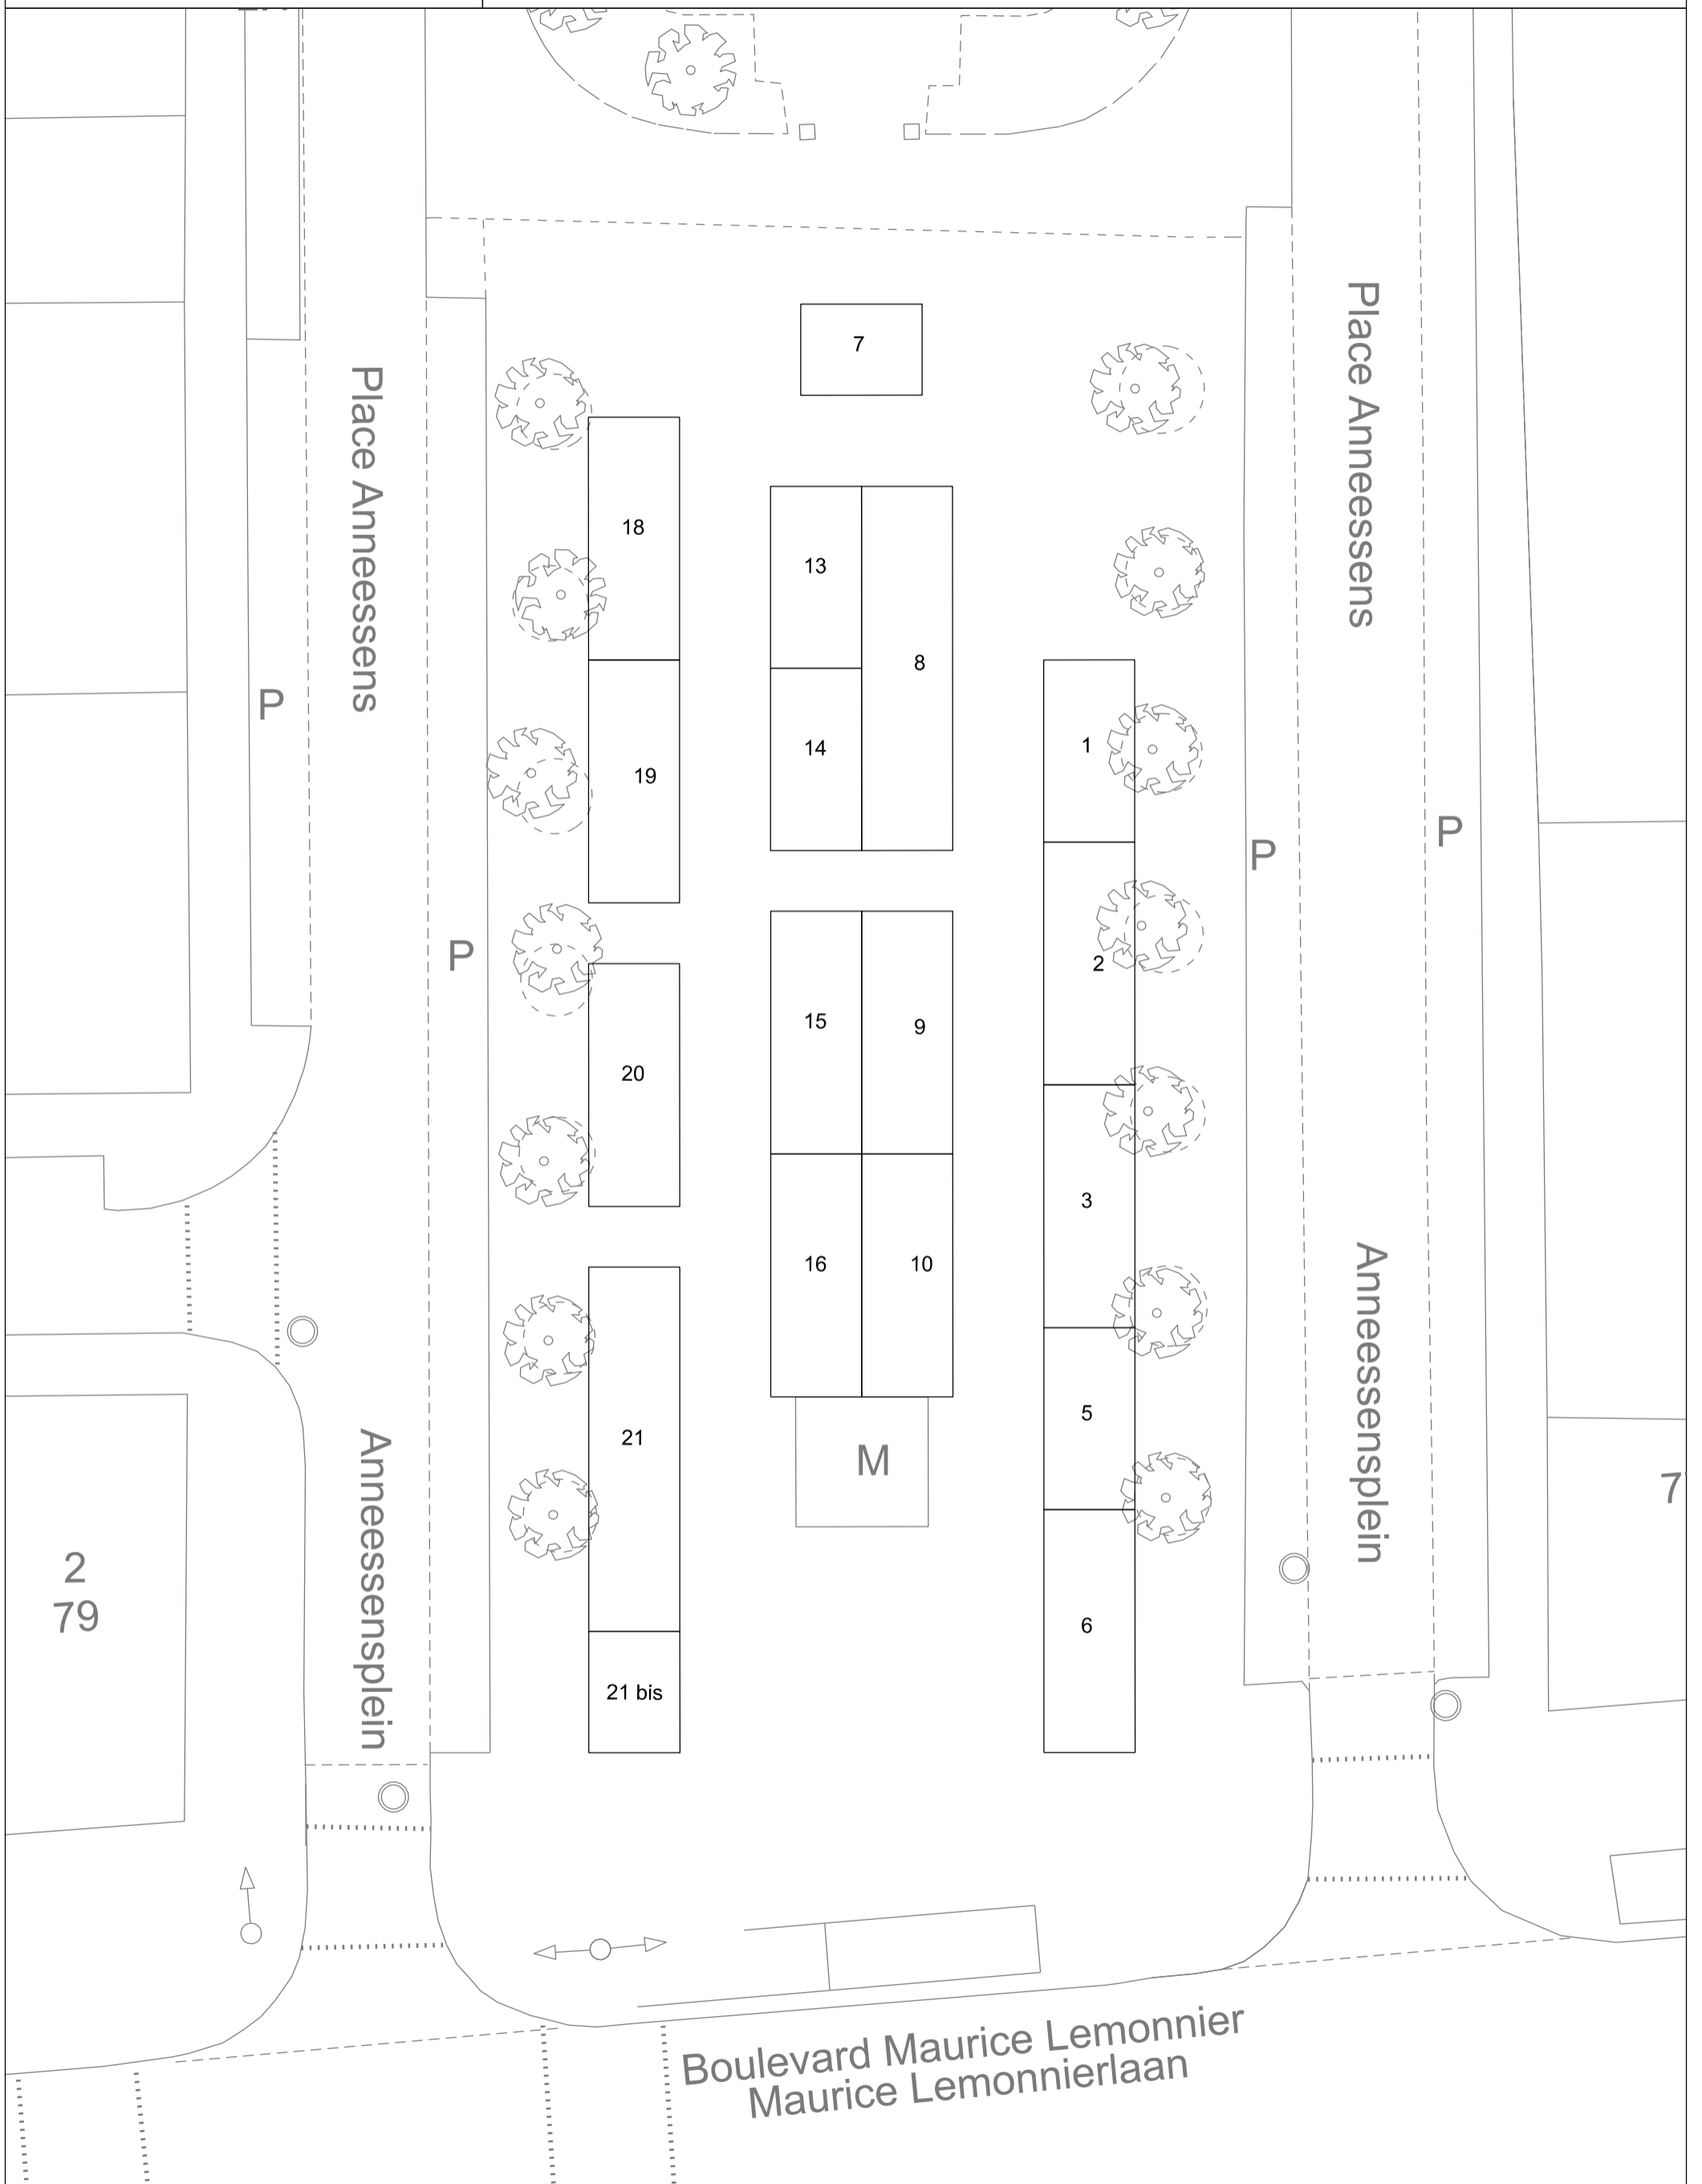 7
Place Anneessens
Place Anneessens
18
13
8
P
1
14
19
P
P
P
2
15
9
20
3
16
10
Anneessensplein
5
Anneessensplein
21
M
7
2
79
6
21 bis
Boulevard Maurice Lemonnier
Maurice Lemonnierlaan